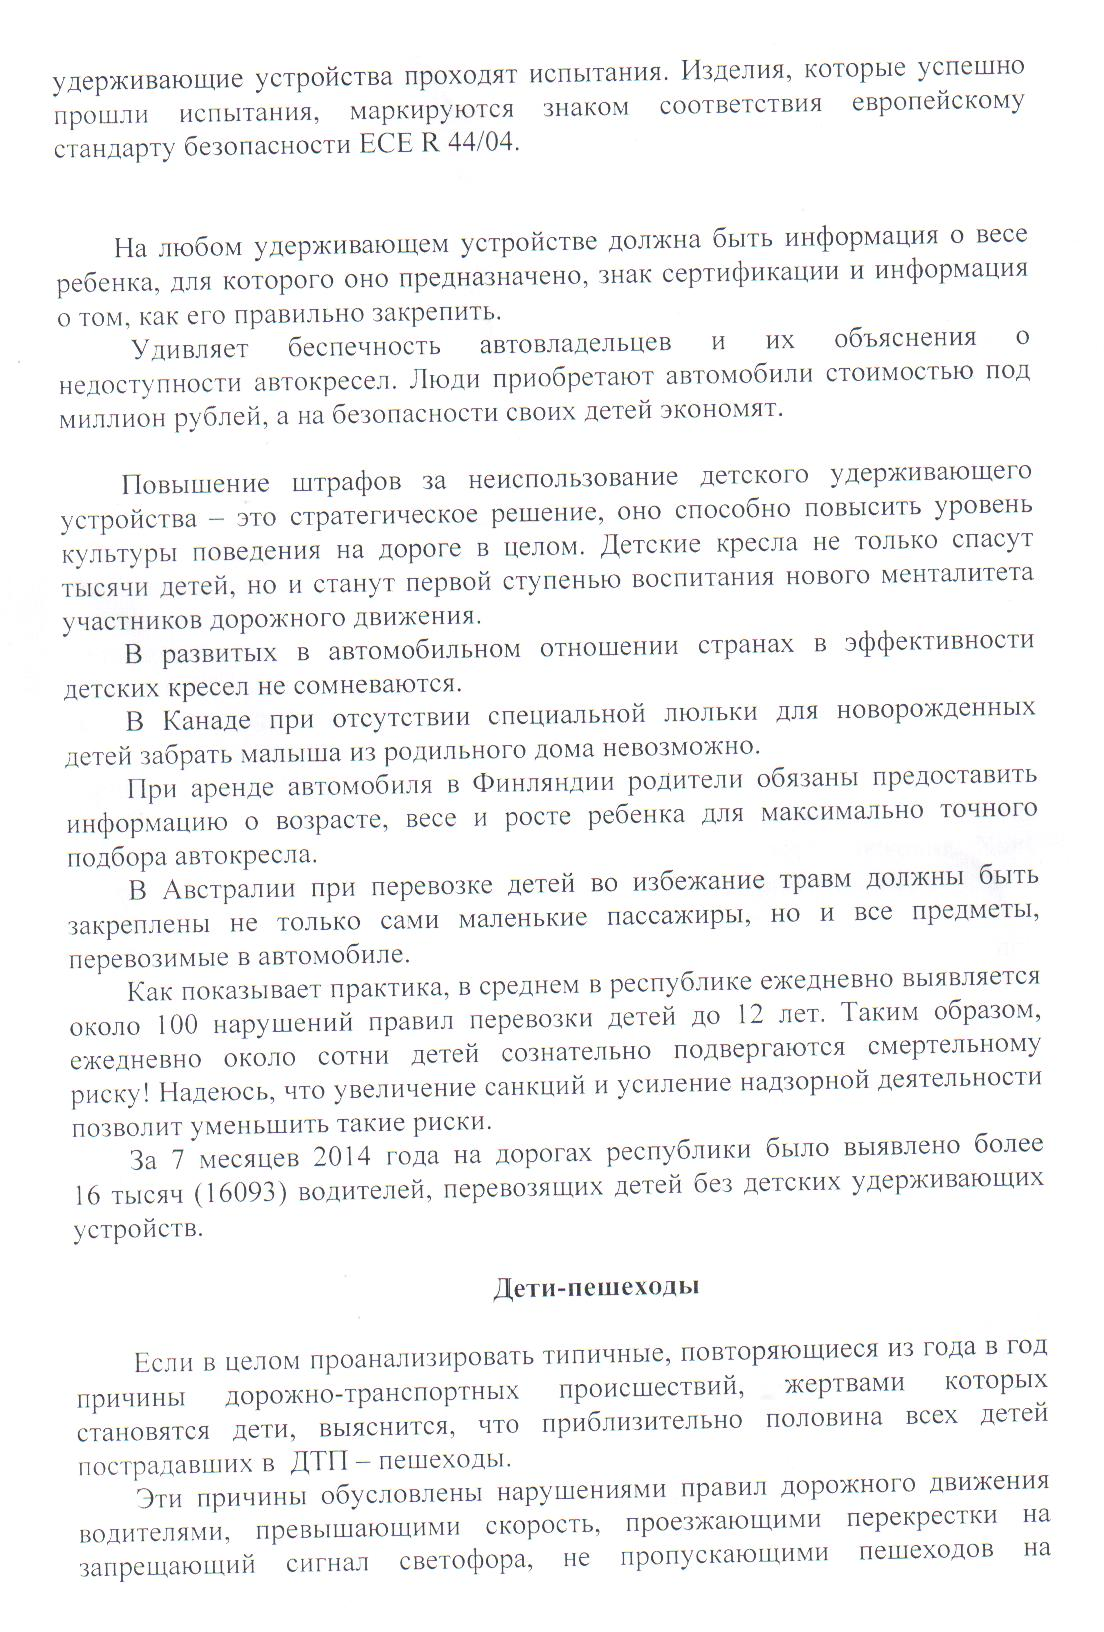 удерживающие устройства проходят испытания. Изделия, которые успешно
прошли испытания, маркируются знаком соответствия европейскому
стандарту безопасности ECE R 44/04.
На любом удерживающем устройстве должна быть информация о весе
ребенка, для которого оно предназначено, знак сертификации и информация
о том, как его правильно закрепить.
Удивляет беспечность автовладельцев и их объяснения о
недоступности автокресел. Люди приобретают автомобили стоимостью под
миллион рублей, а на безопасности своих детей экономят.
Повышение штрафов за неиспользование детского удерживающего
устройства – это стратегическое решение, оно способно повысить уровень
культуры поведения на дороге в целом. Детские кресла не только спасут
тысячи детей, но и станут первой ступенью воспитания нового менталитета
участников дорожного движения.
В развитых в автомобильном отношении странах в эффективности
детских кресел не сомневаются.
В Канаде при отсутствии специальной люльки для новорожденных
детей забрать малыша из родильного дома невозможно.
При аренде автомобиля в Финляндии родители обязаны предоставить
информацию о возрасте, весе и росте ребенка для максимально точного
подбора автокресла.
В Австралии при перевозке детей во избежание травм должны быть
закреплены не только сами маленькие пассажиры, но и все предметы,
перевозимые в автомобиле.
Как показывает практика, в среднем в республике ежедневно выявляется
около 100 нарушений правил перевозки детей до 12 лет. Таким образом,
ежедневно около сотни детей сознательно подвергаются смертельному
риску! Надеюсь, что увеличение санкций и усиление надзорной деятельности
позволит уменьшить такие риски.
За 7 месяцев 2014 года на дорогах республики было выявлено более
16 тысяч (16093) водителей, перевозящих детей без детских удерживающих
устройств.
Дети-пешеходы
Если в целом проанализировать типичные, повторяющиеся из года в год
причины дорожно-транспортных происшествий, жертвами которых
становятся дети, выяснится, что приблизительно половина всех детей
пострадавших в ДТП – пешеходы.
Эти причины обусловлены нарушениями правил дорожного движения
водителями, превышающими скорость, проезжающими перекрестки на
запрещающий сигнал светофора, не пропускающими пешеходов на